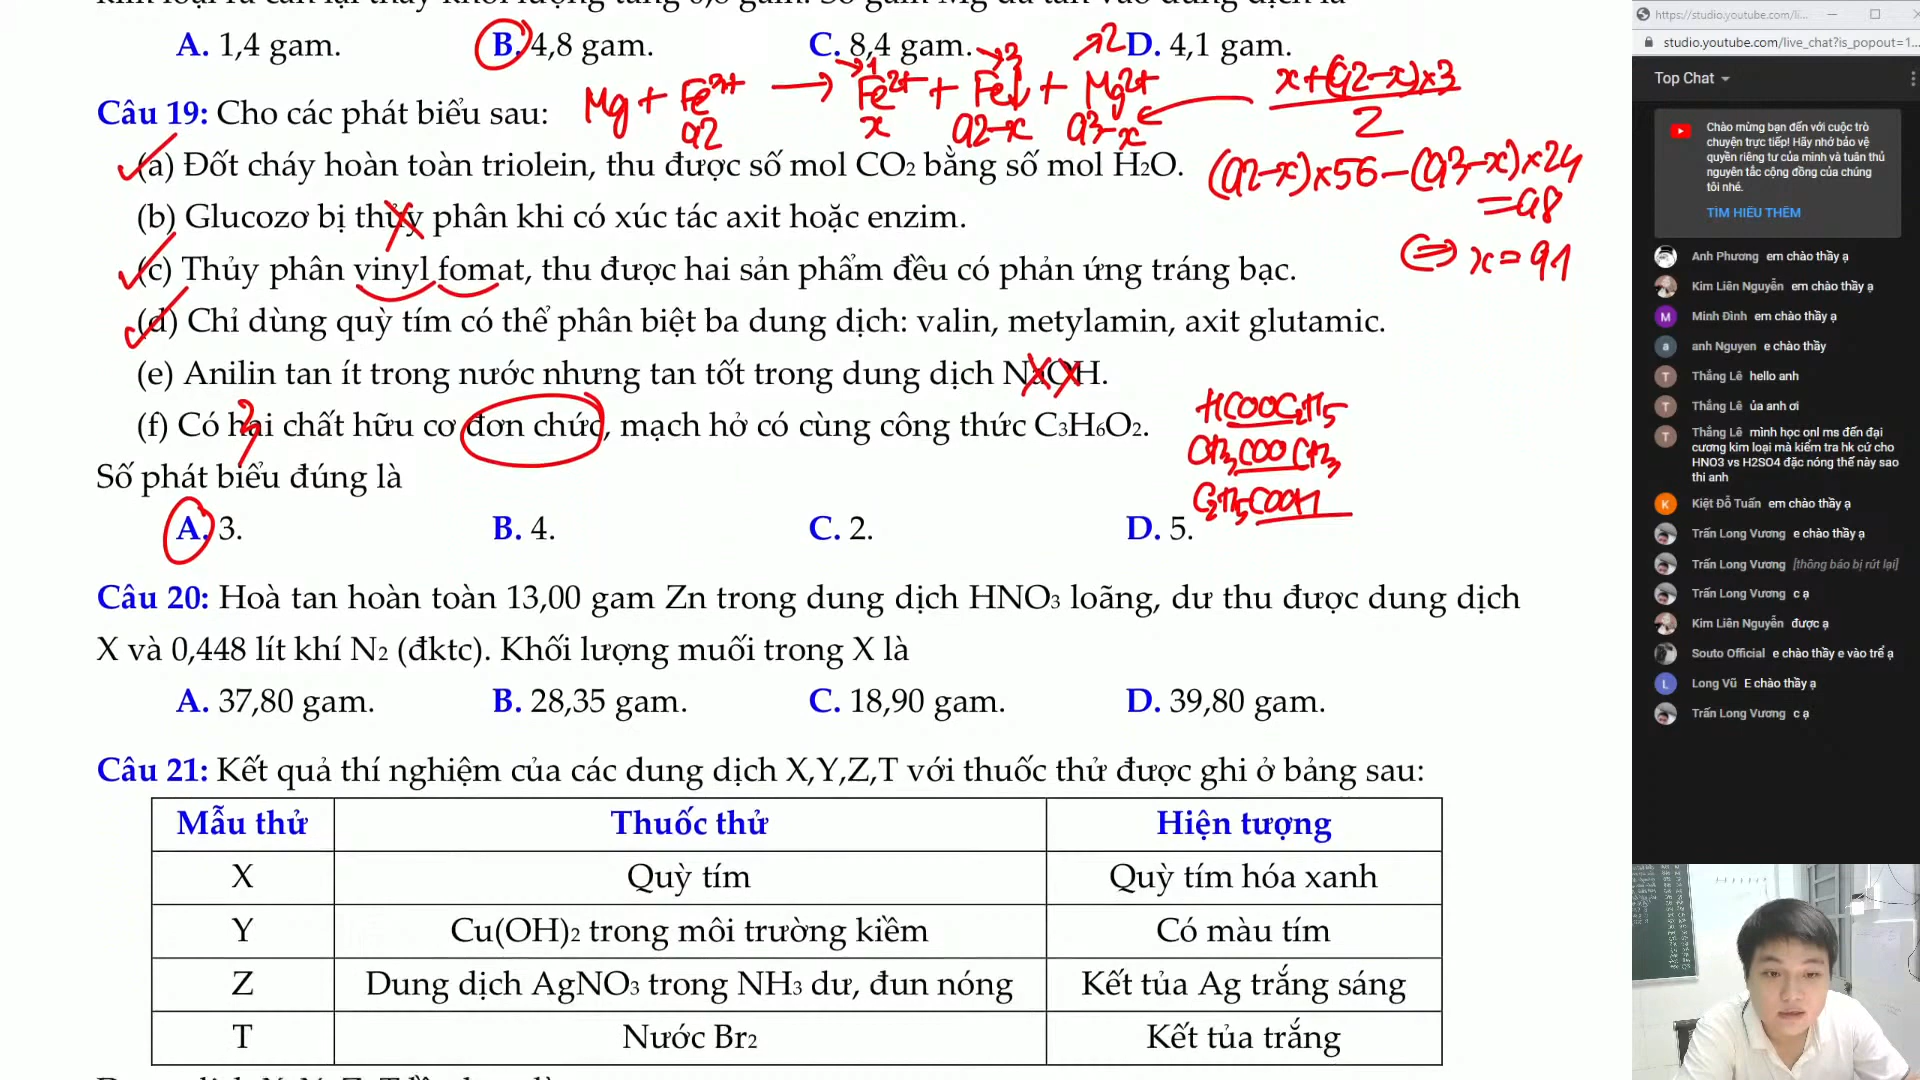 A. 1,4 gam. B. 4,8 gam. C. 8,4 gam. D. 4,1 gam.
Mg + Fe³⁺ → Fe²⁺ + Fe↓ + Mg²⁺
0,2 x 0,2-x 0,3-x
x+(0,2-x)×3
2
Câu 19: Cho các phát biểu sau:
(a) Đốt cháy hoàn toàn triolein, thu được số mol CO₂ bằng số mol H₂O.
(0,2-x)×56-(0,3-x)×24
=0,8
(b) Glucozơ bị thủy phân khi có xúc tác axit hoặc enzim.
⇔ x=0,1
(c) Thủy phân vinyl fomat, thu được hai sản phẩm đều có phản ứng tráng bạc.
(d) Chỉ dùng quỳ tím có thể phân biệt ba dung dịch: valin, metylamin, axit glutamic.
(e) Anilin tan ít trong nước nhưng tan tốt trong dung dịch NaOH.
(f) Có hai chất hữu cơ đơn chức, mạch hở có cùng công thức C₃H₆O₂.
3
HCOOC₂H₅
CH₃COOCH₃
C₂H₅COOH
Số phát biểu đúng là
A. 3. B. 4. C. 2. D. 5.
Câu 20: Hoà tan hoàn toàn 13,00 gam Zn trong dung dịch HNO₃ loãng, dư thu được dung dịch
X và 0,448 lít khí N₂ (đktc). Khối lượng muối trong X là
A. 37,80 gam. B. 28,35 gam. C. 18,90 gam. D. 39,80 gam.
Câu 21: Kết quả thí nghiệm của các dung dịch X,Y,Z,T với thuốc thử được ghi ở bảng sau:
Mẫu thử Thuốc thử Hiện tượng
X Quỳ tím Quỳ tím hóa xanh
Y Cu(OH)₂ trong môi trường kiềm Có màu tím
Z Dung dịch AgNO₃ trong NH₃ dư, đun nóng Kết tủa Ag trắng sáng
T Nước Br₂ Kết tủa trắng
https://studio.youtube.com/li...
studio.youtube.com/live_chat?is_popout=1...
Top Chat
Chào mừng bạn đến với cuộc trò
chuyện trực tiếp! Hãy nhớ bảo vệ
quyền riêng tư của mình và tuân thủ
nguyên tắc cộng đồng của chúng
tôi nhé.
TÌM HIỂU THÊM
Anh Phương em chào thầy ạ
Kim Liên Nguyễn em chào thầy ạ
M Minh Đình em chào thầy ạ
a anh Nguyen e chào thầy
T Thắng Lê hello anh
T Thắng Lê ủa anh ơi
T Thắng Lê mình học onl ms đến đại
cương kim loại mà kiểm tra hk cứ cho
HNO3 vs H2SO4 đặc nóng thế này sao
thi anh
K Kiệt Đỗ Tuấn em chào thầy ạ
Trần Long Vương e chào thầy ạ
Trần Long Vương [thông báo bị rút lại]
Trần Long Vương c ạ
Kim Liên Nguyễn được ạ
Souto Official e chào thầy e vào trể ạ
L Long Vũ E chào thầy ạ
Trần Long Vương c ạ